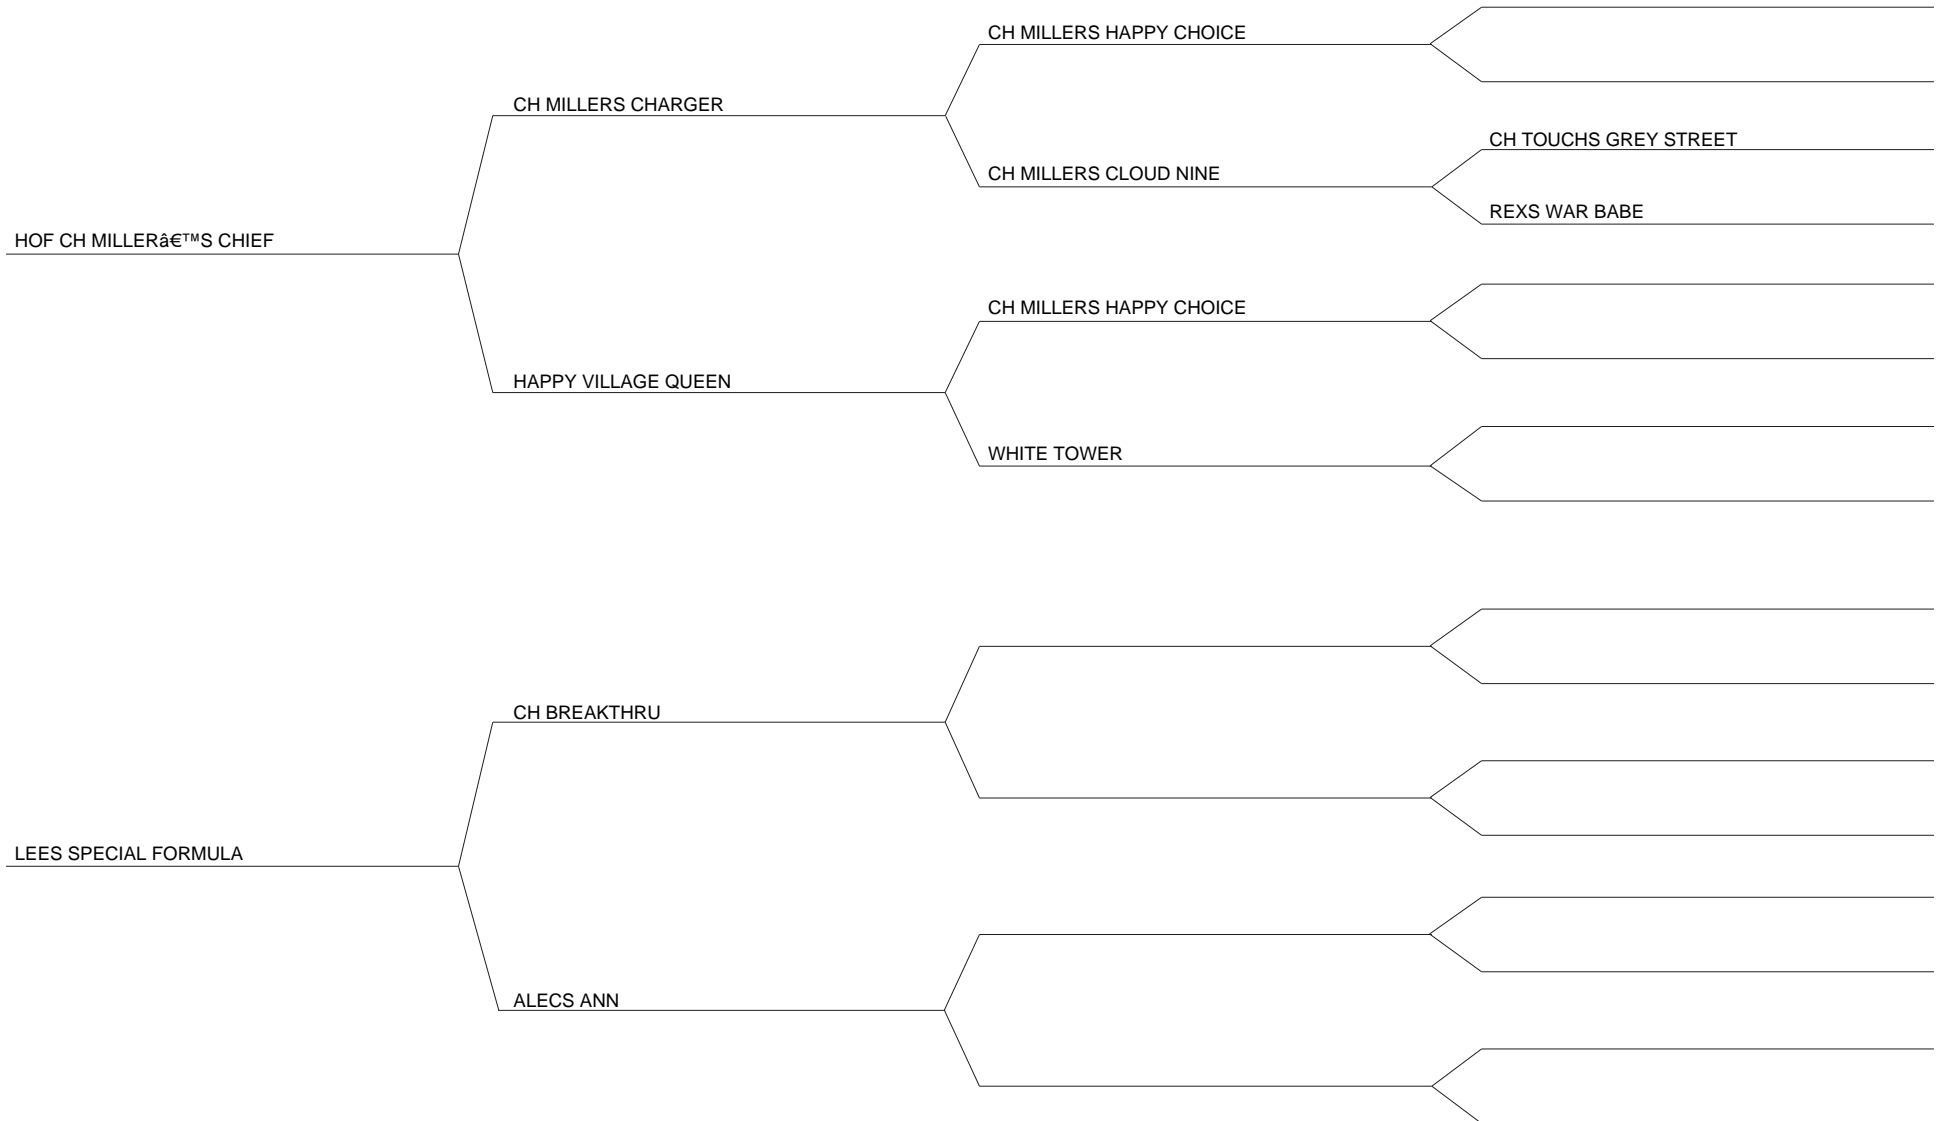 CH MILLERS HAPPY CHOICE
CH MILLERS CHARGER
CH TOUCHS GREY STREET
CH MILLERS CLOUD NINE
REXS WAR BABE
HOF CH MILLERâ€™S CHIEF
CH MILLERS HAPPY CHOICE
HAPPY VILLAGE QUEEN
WHITE TOWER
CH BREAKTHRU
LEES SPECIAL FORMULA
ALECS ANN